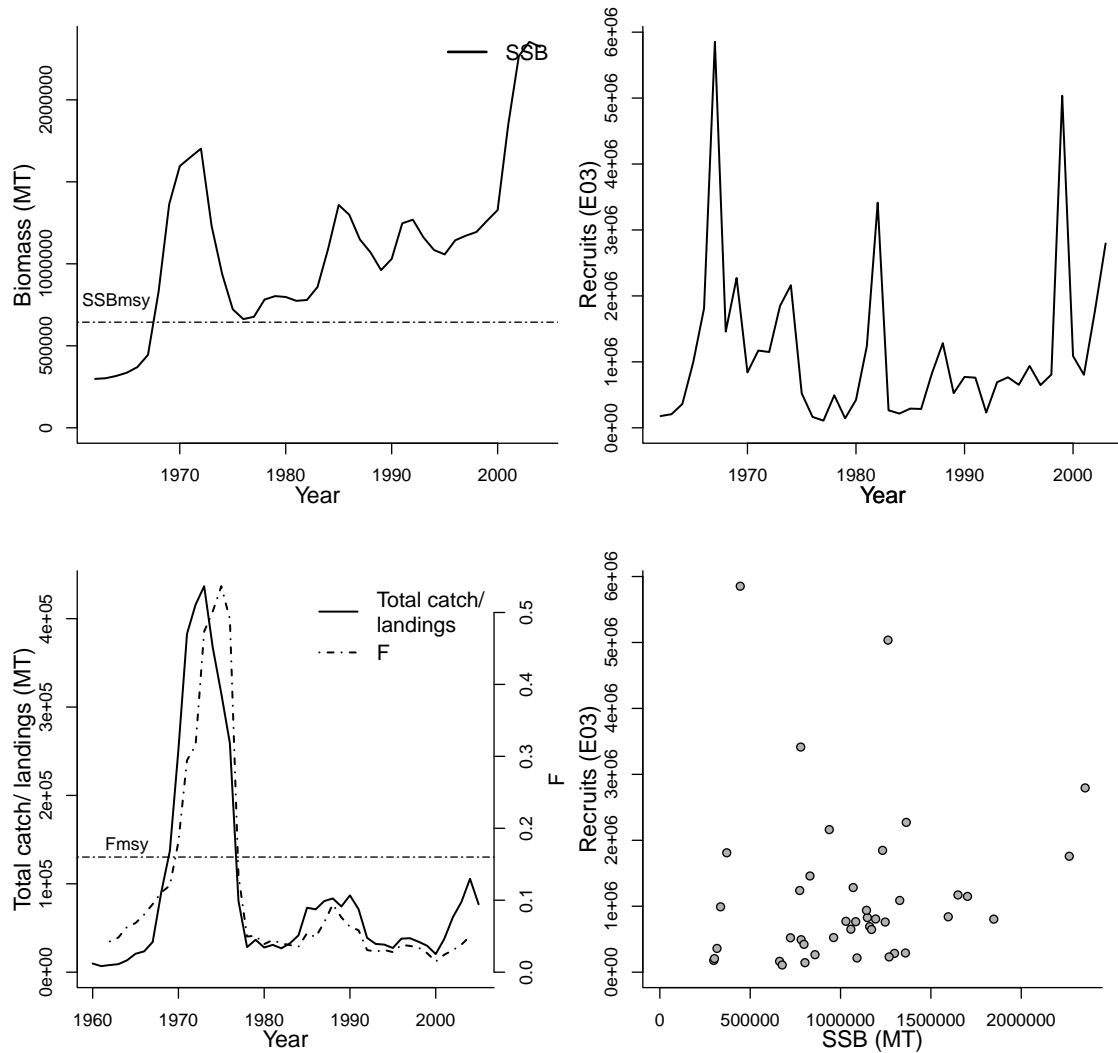 SSB
Biomass (MT)
2000000
1000000
500000
0
SSBmsy
1970 1980 1990 2000
Year
Recruits (E03)
6e+06
5e+06
4e+06
3e+06
2e+06
1e+06
0e+00
1970 1980 1990 2000
Year
Total catch/ landings (MT)
4e+05
3e+05
2e+05
1e+05
0e+00
Fmsy
Total catch/
landings
F
0.5
0.4
0.3
0.2
0.1
0.0
F
1960 1970 1980 1990 2000
Year
Recruits (E03)
6e+06
5e+06
4e+06
3e+06
2e+06
1e+06
0e+00
0 500000 1000000 1500000 2000000
SSB (MT)